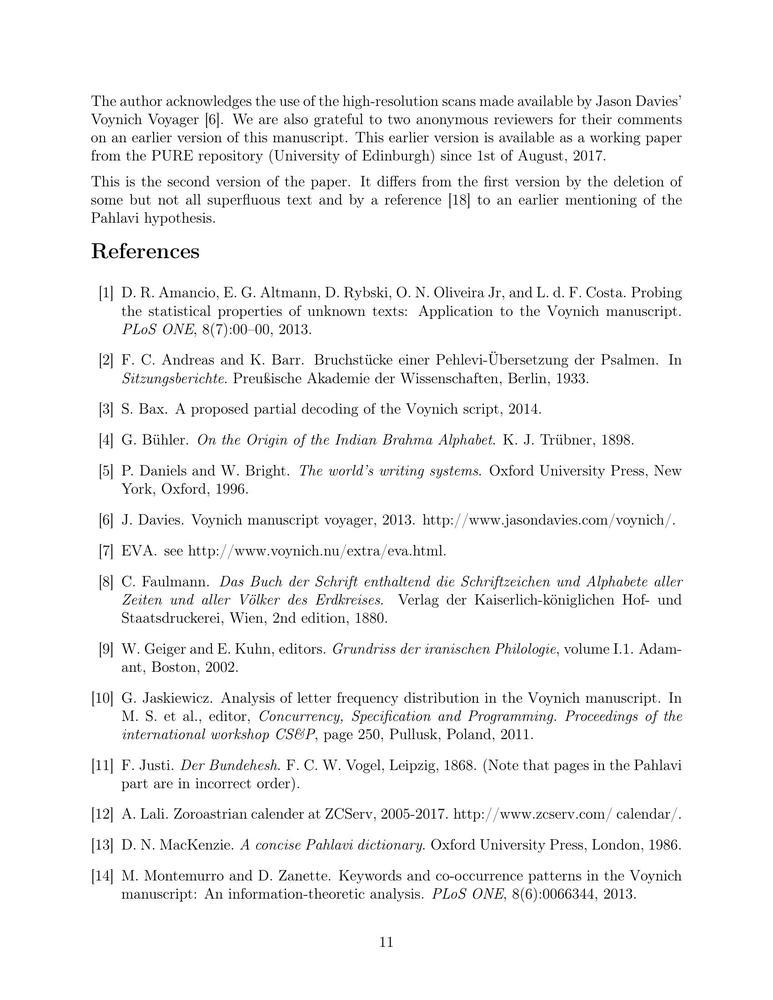 The author acknowledges the use of the high-resolution scans made available by Jason Davies'
Voynich Voyager [6]. We are also grateful to two anonymous reviewers for their comments
on an earlier version of this manuscript. This earlier version is available as a working paper
from the PURE repository (University of Edinburgh) since 1st of August, 2017.
This is the second version of the paper. It differs from the first version by the deletion of
some but not all superfluous text and by a reference [18] to an earlier mentioning of the
Pahlavi hypothesis.
References
[1] D. R. Amancio, E. G. Altmann, D. Rybski, O. N. Oliveira Jr, and L. d. F. Costa. Probing
the statistical properties of unknown texts: Application to the Voynich manuscript.
PLoS ONE, 8(7):00–00, 2013.
[2] F. C. Andreas and K. Barr. Bruchstücke einer Pehlevi-Übersetzung der Psalmen. In
Sitzungsberichte. Preußische Akademie der Wissenschaften, Berlin, 1933.
[3] S. Bax. A proposed partial decoding of the Voynich script, 2014.
[4] G. Bühler. On the Origin of the Indian Brahma Alphabet. K. J. Trübner, 1898.
[5] P. Daniels and W. Bright. The world's writing systems. Oxford University Press, New
York, Oxford, 1996.
[6] J. Davies. Voynich manuscript voyager, 2013. http://www.jasondavies.com/voynich/.
[7] EVA. see http://www.voynich.nu/extra/eva.html.
[8] C. Faulmann. Das Buch der Schrift enthaltend die Schriftzeichen und Alphabete aller
Zeiten und aller Völker des Erdkreises. Verlag der Kaiserlich-königlichen Hof- und
Staatsdruckerei, Wien, 2nd edition, 1880.
[9] W. Geiger and E. Kuhn, editors. Grundriss der iranischen Philologie, volume I.1. Adam-
ant, Boston, 2002.
[10] G. Jaskiewicz. Analysis of letter frequency distribution in the Voynich manuscript. In
M. S. et al., editor, Concurrency, Specification and Programming. Proceedings of the
international workshop CS&P, page 250, Pullusk, Poland, 2011.
[11] F. Justi. Der Bundehesh. F. C. W. Vogel, Leipzig, 1868. (Note that pages in the Pahlavi
part are in incorrect order).
[12] A. Lali. Zoroastrian calender at ZCServ, 2005-2017. http://www.zcserv.com/ calendar/.
[13] D. N. MacKenzie. A concise Pahlavi dictionary. Oxford University Press, London, 1986.
[14] M. Montemurro and D. Zanette. Keywords and co-occurrence patterns in the Voynich
manuscript: An information-theoretic analysis. PLoS ONE, 8(6):0066344, 2013.
11